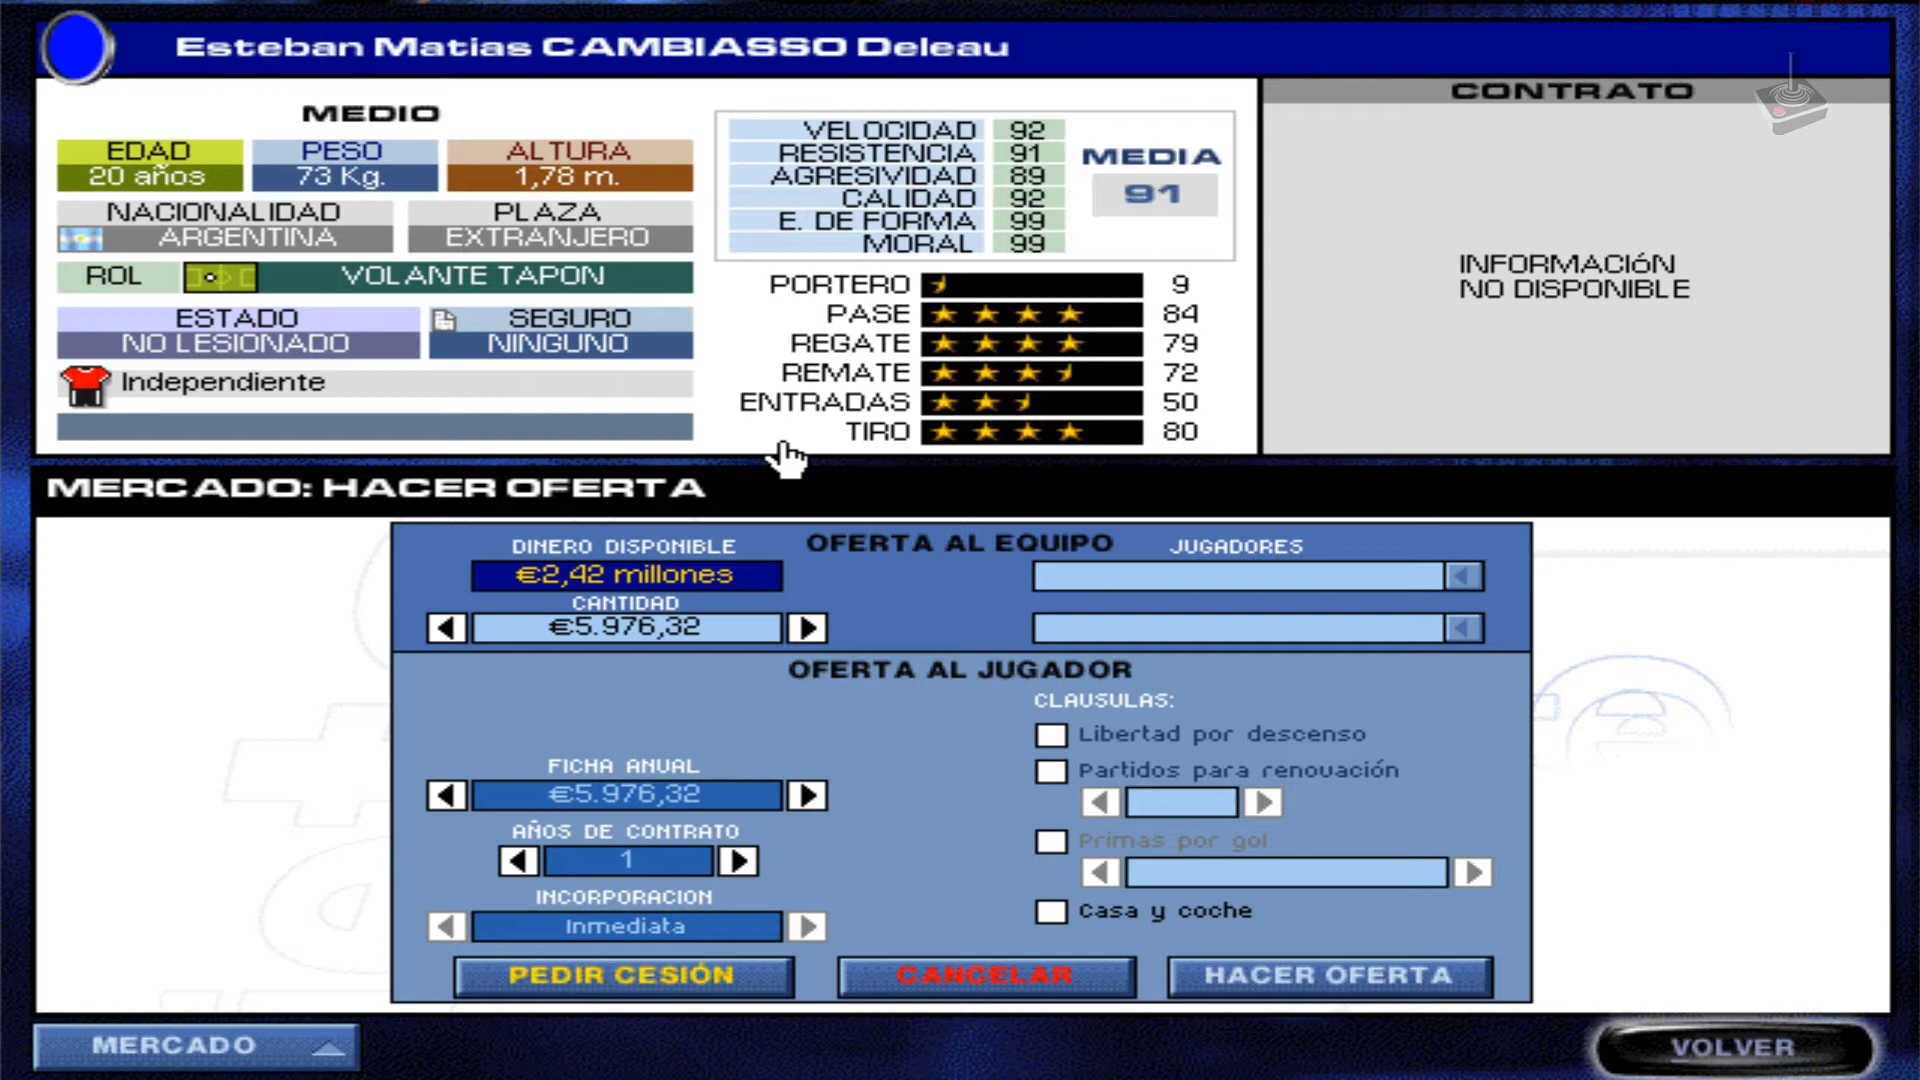 Esteban Matias CAMBIASSO Deleau
MEDIO
EDAD
20 años
PESO
73 Kg.
ALTURA
1,78 m.
NACIONALIDAD
ARGENTINA
PLAZA
EXTRANJERO
ROL
VOLANTE TAPON
ESTADO
NO LESIONADO
SEGURO
NINGUNO
Independiente
VELOCIDAD 92
RESISTENCIA 91
AGRESIVIDAD 89
CALIDAD 92
E. DE FORMA 99
MORAL 99
MEDIA
91
PORTERO 9
PASE 84
REGATE 79
REMATE 72
ENTRADAS 50
TIRO 80
CONTRATO
INFORMACIóN
NO DISPONIBLE
MERCADO: HACER OFERTA
OFERTA AL EQUIPO
DINERO DISPONIBLE
€2,42 millones
CANTIDAD
€5.976,32
JUGADORES
OFERTA AL JUGADOR
FICHA ANUAL
€5.976,32
AÑOS DE CONTRATO
1
INCORPORACION
Inmediata
CLAUSULAS:
Libertad por descenso
Partidos para renovación
Primas por gol
Casa y coche
PEDIR CESIÓN
CANCELAR
HACER OFERTA
MERCADO
VOLVER